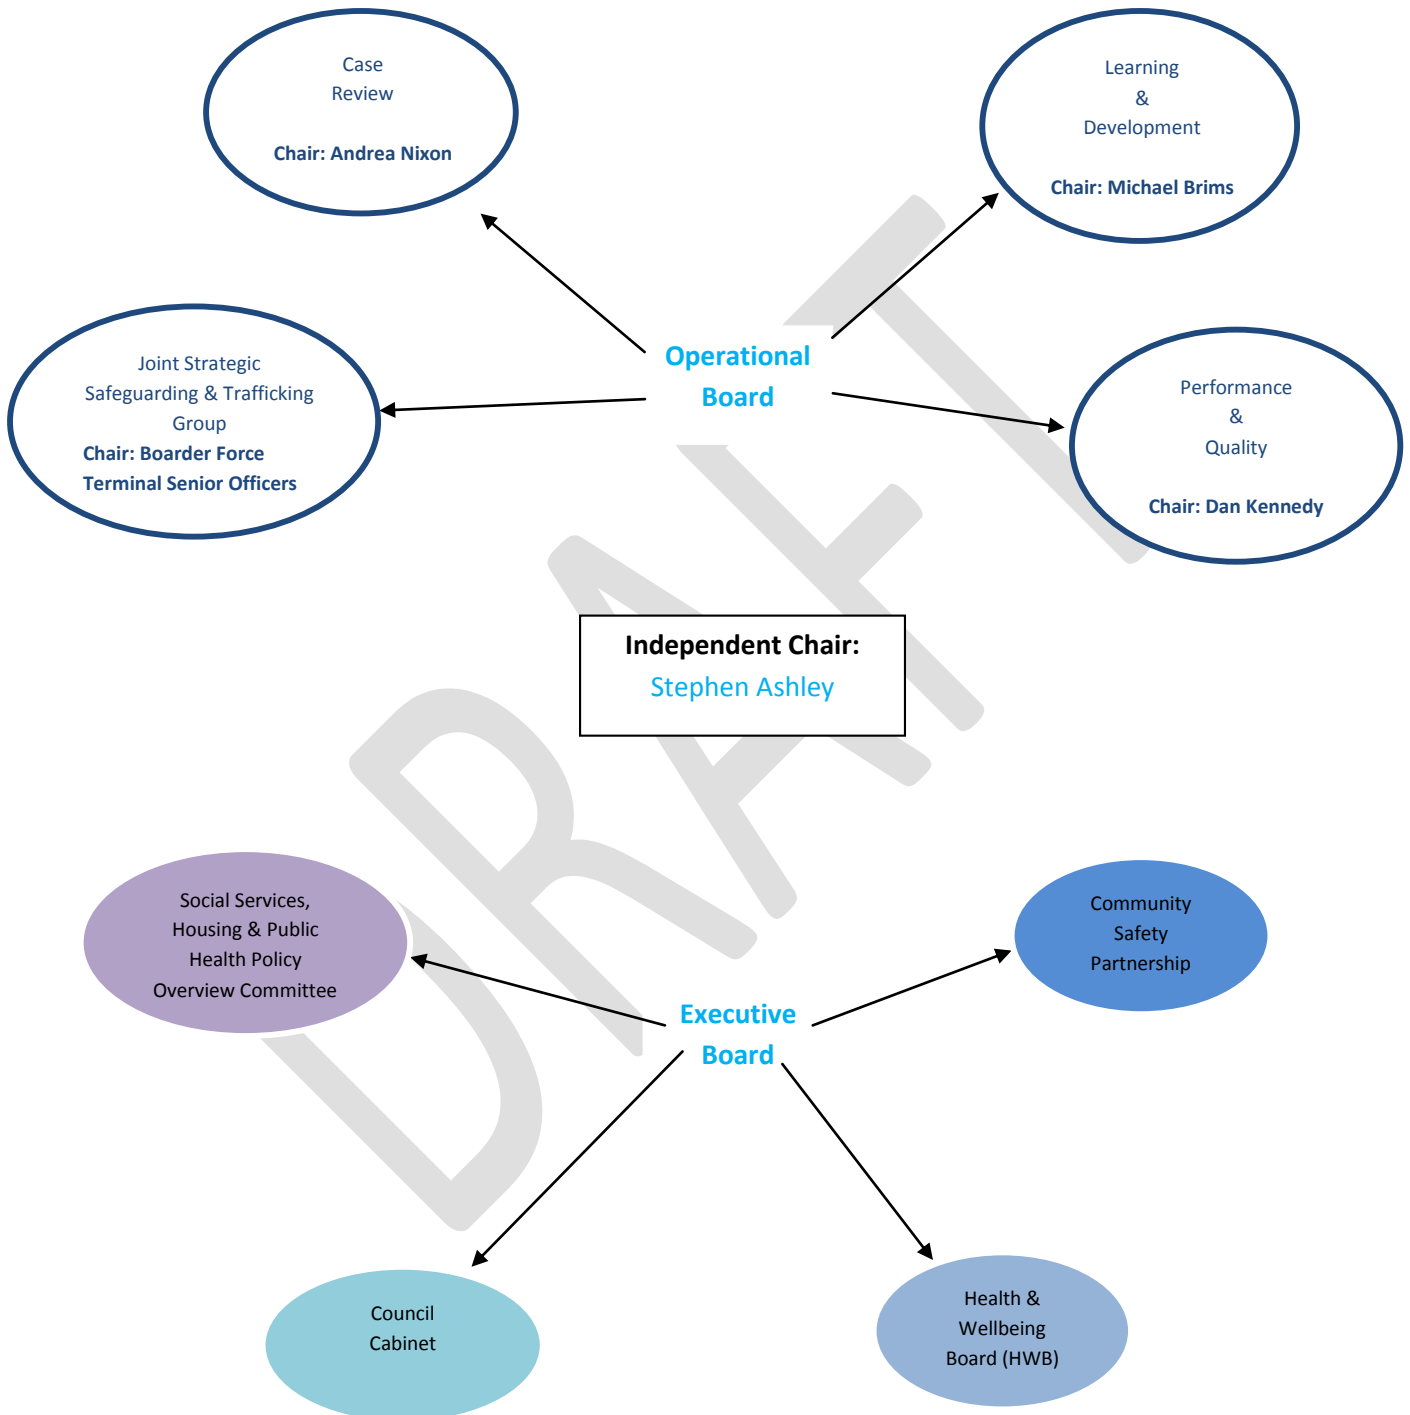 Case
Review
Chair: Andrea Nixon
Learning
&
Development
Chair: Michael Brims
Operational
Board
Joint Strategic
Safeguarding & Trafficking
Group
Chair: Boarder Force
Terminal Senior Officers
Performance
&
Quality
Chair: Dan Kennedy
Independent Chair:
Stephen Ashley
DRAFT
Social Services,
Housing & Public
Health Policy
Overview Committee
Community
Safety
Partnership
Executive
Board
Council
Cabinet
Health &
Wellbeing
Board (HWB)